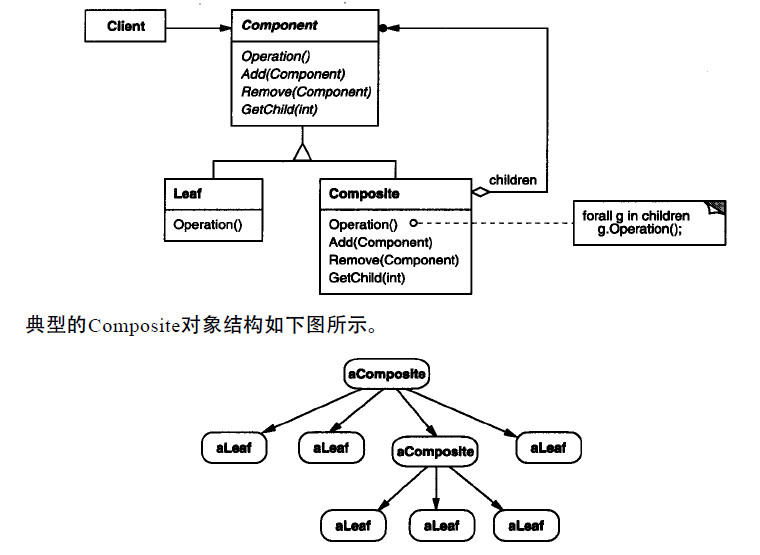 Client
Component
Operation()
Add(Component)
Remove(Component)
GetChild(int)
children
Leaf
Operation()
Composite
Operation()
Add(Component)
Remove(Component)
GetChild(int)
forall g in children
g.Operation();
典型的Composite对象结构如下图所示。
aComposite
aLeaf
aLeaf
aComposite
aLeaf
aLeaf
aLeaf
aLeaf